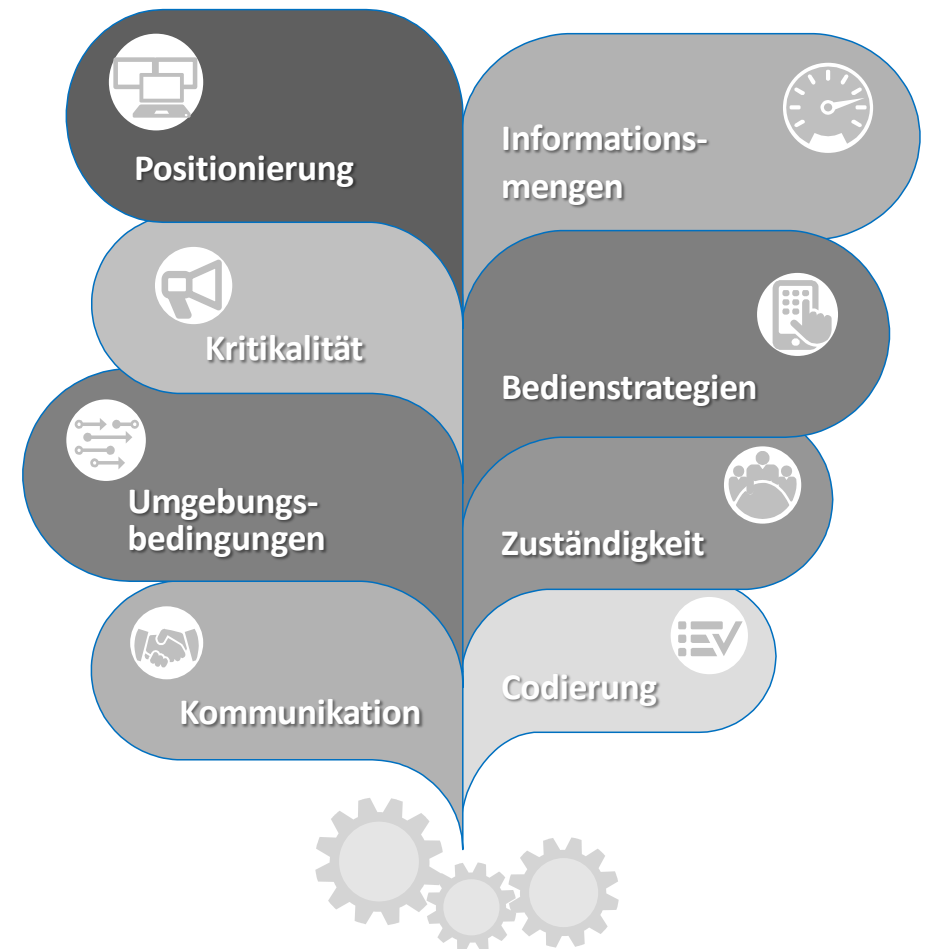 Positionierung
Informations-
mengen
Kritikalität
Bedienstrategien
Umgebungs-
bedingungen
Zuständigkeit
Kommunikation
Codierung